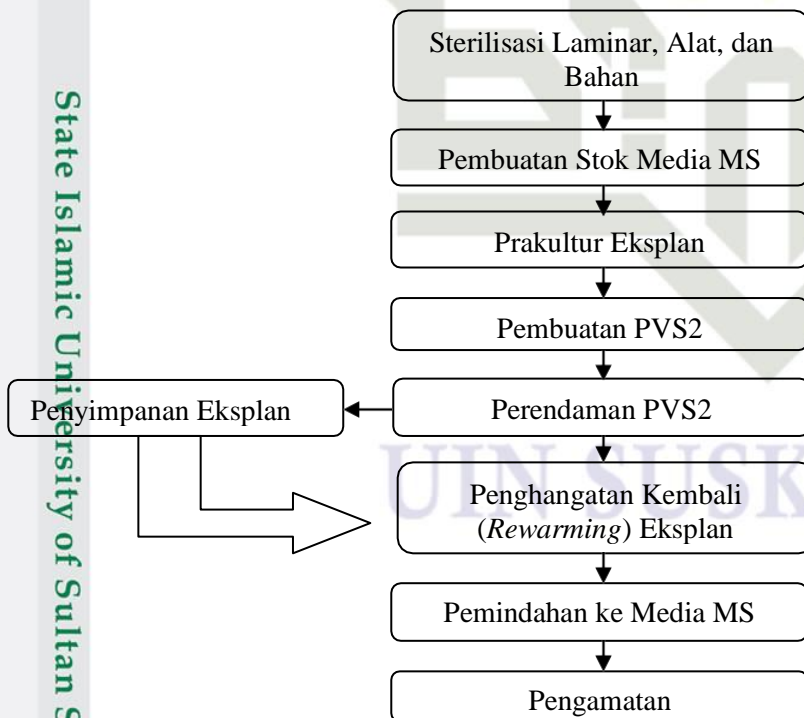 Sterilisasi Laminar, Alat, dan
Bahan
Pembuatan Stok Media MS
Prakultur Eksplan
Pembuatan PVS2
Penyimpanan Eksplan
Perendaman PVS2
Penghangatan Kembali
(Rewarming) Eksplan
Pemindahan ke Media MS
Pengamatan
State Islamic University of Sultan S
UIN SUSK